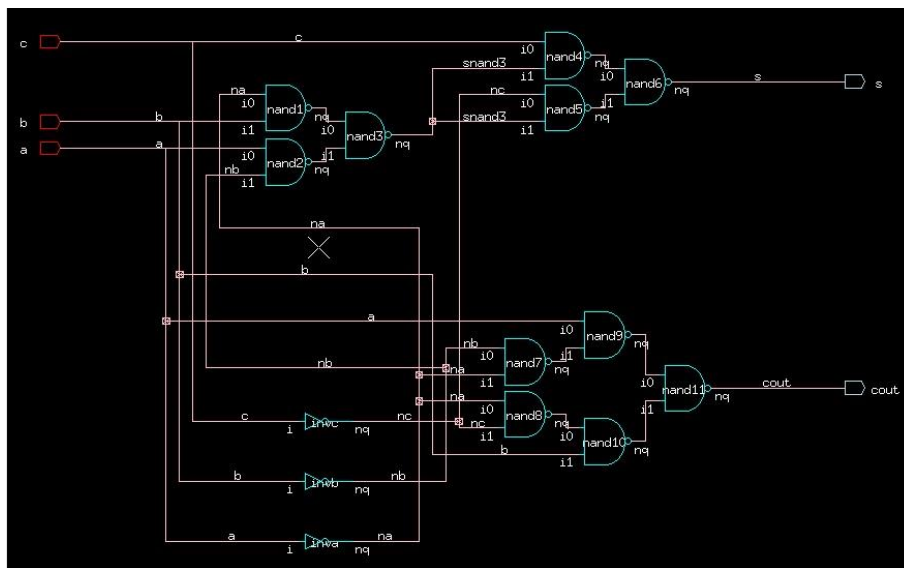 c c i0 nand4 nq
snand3 i1 i0 nand6 nq s s
na i0 nand1 nq nc i0 nand5 nq i1
b b i1 i0 nand3 nq snand3 i1
a a i0 nand2 nq i1
nb i1
na
b
a i0 nand9 nq
nb i0 nand7 nq i1
nb na i1 i0 nand11 nq cout cout
na i0 nand8 nq i0 nand10 nq i1
c i invc nq nc nc i1 b i1
b i invb nq nb
a i inva nq na